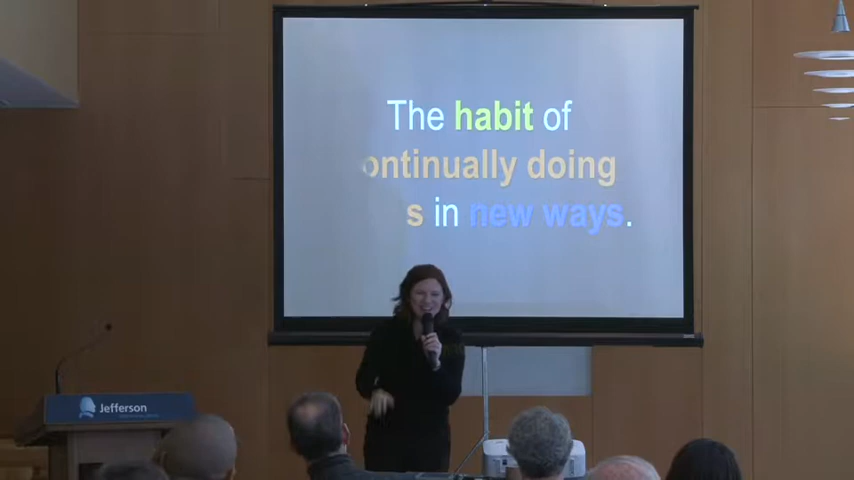 The habit of
ontinually doing
s in new ways.
Jefferson